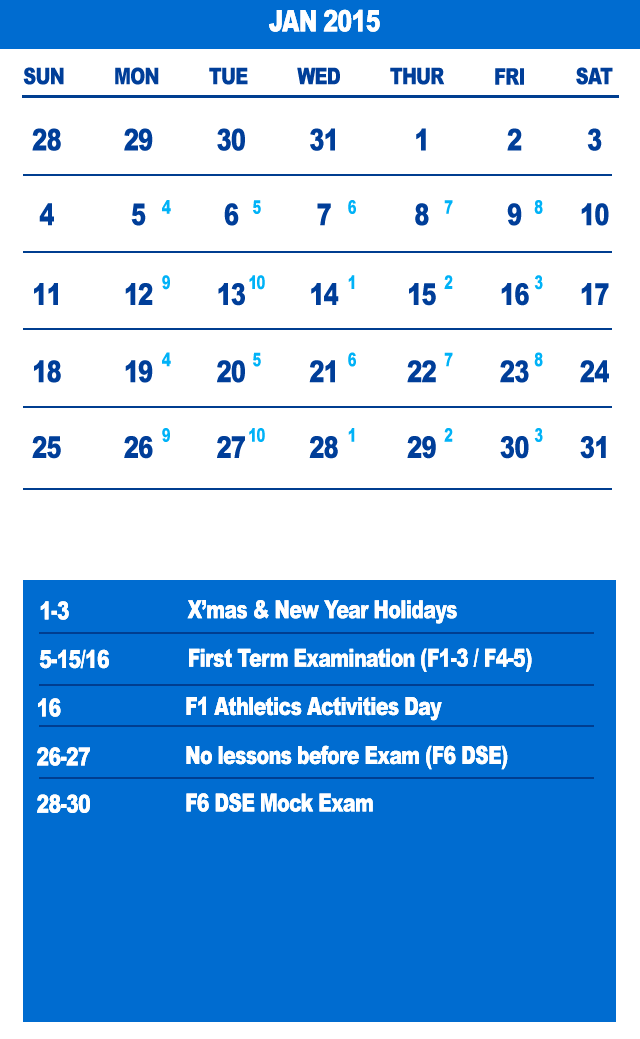 JAN 2015
SUN MON TUE WED THUR FRI SAT
28 29 30 31 1 2 3
4 5 4 6 5 7 6 8 7 9 8 10
11 12 9 13 10 14 1 15 2 16 3 17
18 19 4 20 5 21 6 22 7 23 8 24
25 26 9 27 10 28 1 29 2 30 3 31
1-3 X’mas & New Year Holidays
5-15/16 First Term Examination (F1-3 / F4-5)
16 F1 Athletics Activities Day
26-27 No lessons before Exam (F6 DSE)
28-30 F6 DSE Mock Exam